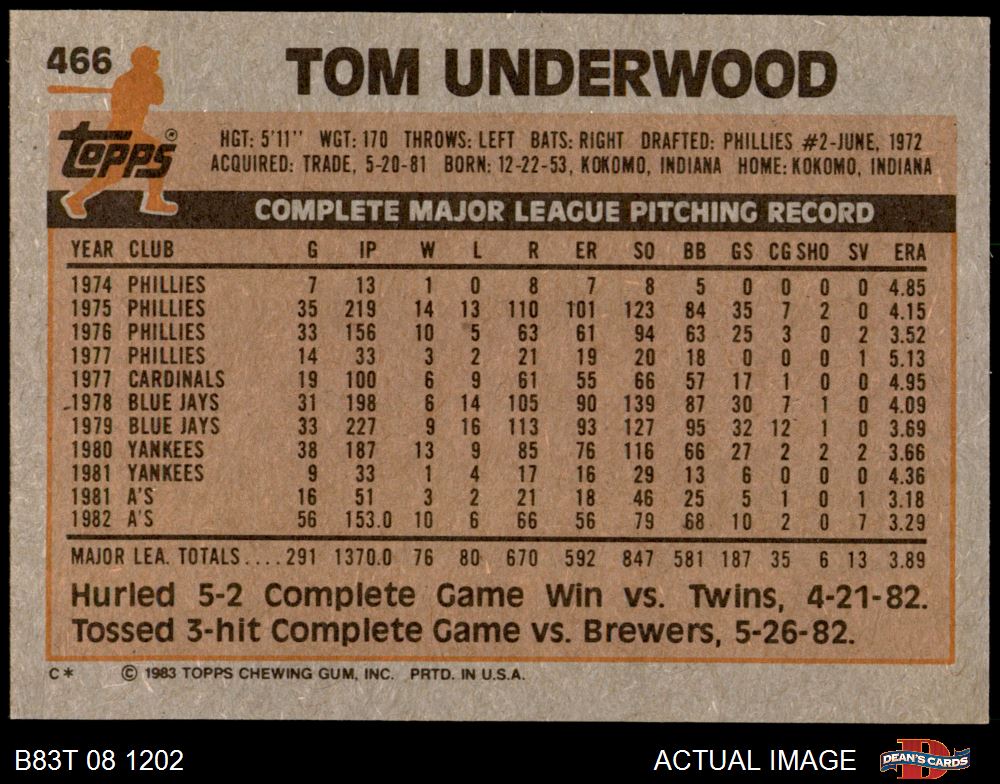 466 TOM UNDERWOOD
topps ®
HGT: 5'11'' WGT: 170 THROWS: LEFT BATS: RIGHT DRAFTED: PHILLIES #2-JUNE, 1972
ACQUIRED: TRADE, 5-20-81 BORN: 12-22-53, KOKOMO, INDIANA HOME: KOKOMO, INDIANA
COMPLETE MAJOR LEAGUE PITCHING RECORD
YEAR CLUB G IP W L R ER SO BB GS CG SHO SV ERA
1974 PHILLIES 7 13 1 0 8 7 8 5 0 0 0 0 4.85
1975 PHILLIES 35 219 14 13 110 101 123 84 35 7 2 0 4.15
1976 PHILLIES 33 156 10 5 63 61 94 63 25 3 0 2 3.52
1977 PHILLIES 14 33 3 2 21 19 20 18 0 0 0 1 5.13
1977 CARDINALS 19 100 6 9 61 55 66 57 17 1 0 0 4.95
1978 BLUE JAYS 31 198 6 14 105 90 139 87 30 7 1 0 4.09
1979 BLUE JAYS 33 227 9 16 113 93 127 95 32 12 1 0 3.69
1980 YANKEES 38 187 13 9 85 76 116 66 27 2 2 2 3.66
1981 YANKEES 9 33 1 4 17 16 29 13 6 0 0 0 4.36
1981 A'S 16 51 3 2 21 18 46 25 5 1 0 1 3.18
1982 A'S 56 153.0 10 6 66 56 79 68 10 2 0 7 3.29
MAJOR LEA. TOTALS....291 1370.0 76 80 670 592 847 581 187 35 6 13 3.89
Hurled 5-2 Complete Game Win vs. Twins, 4-21-82.
Tossed 3-hit Complete Game vs. Brewers, 5-26-82.
C* © 1983 TOPPS CHEWING GUM, INC. PRTD. IN U.S.A.
B83T 08 1202 ACTUAL IMAGE DEAN'S CARDS